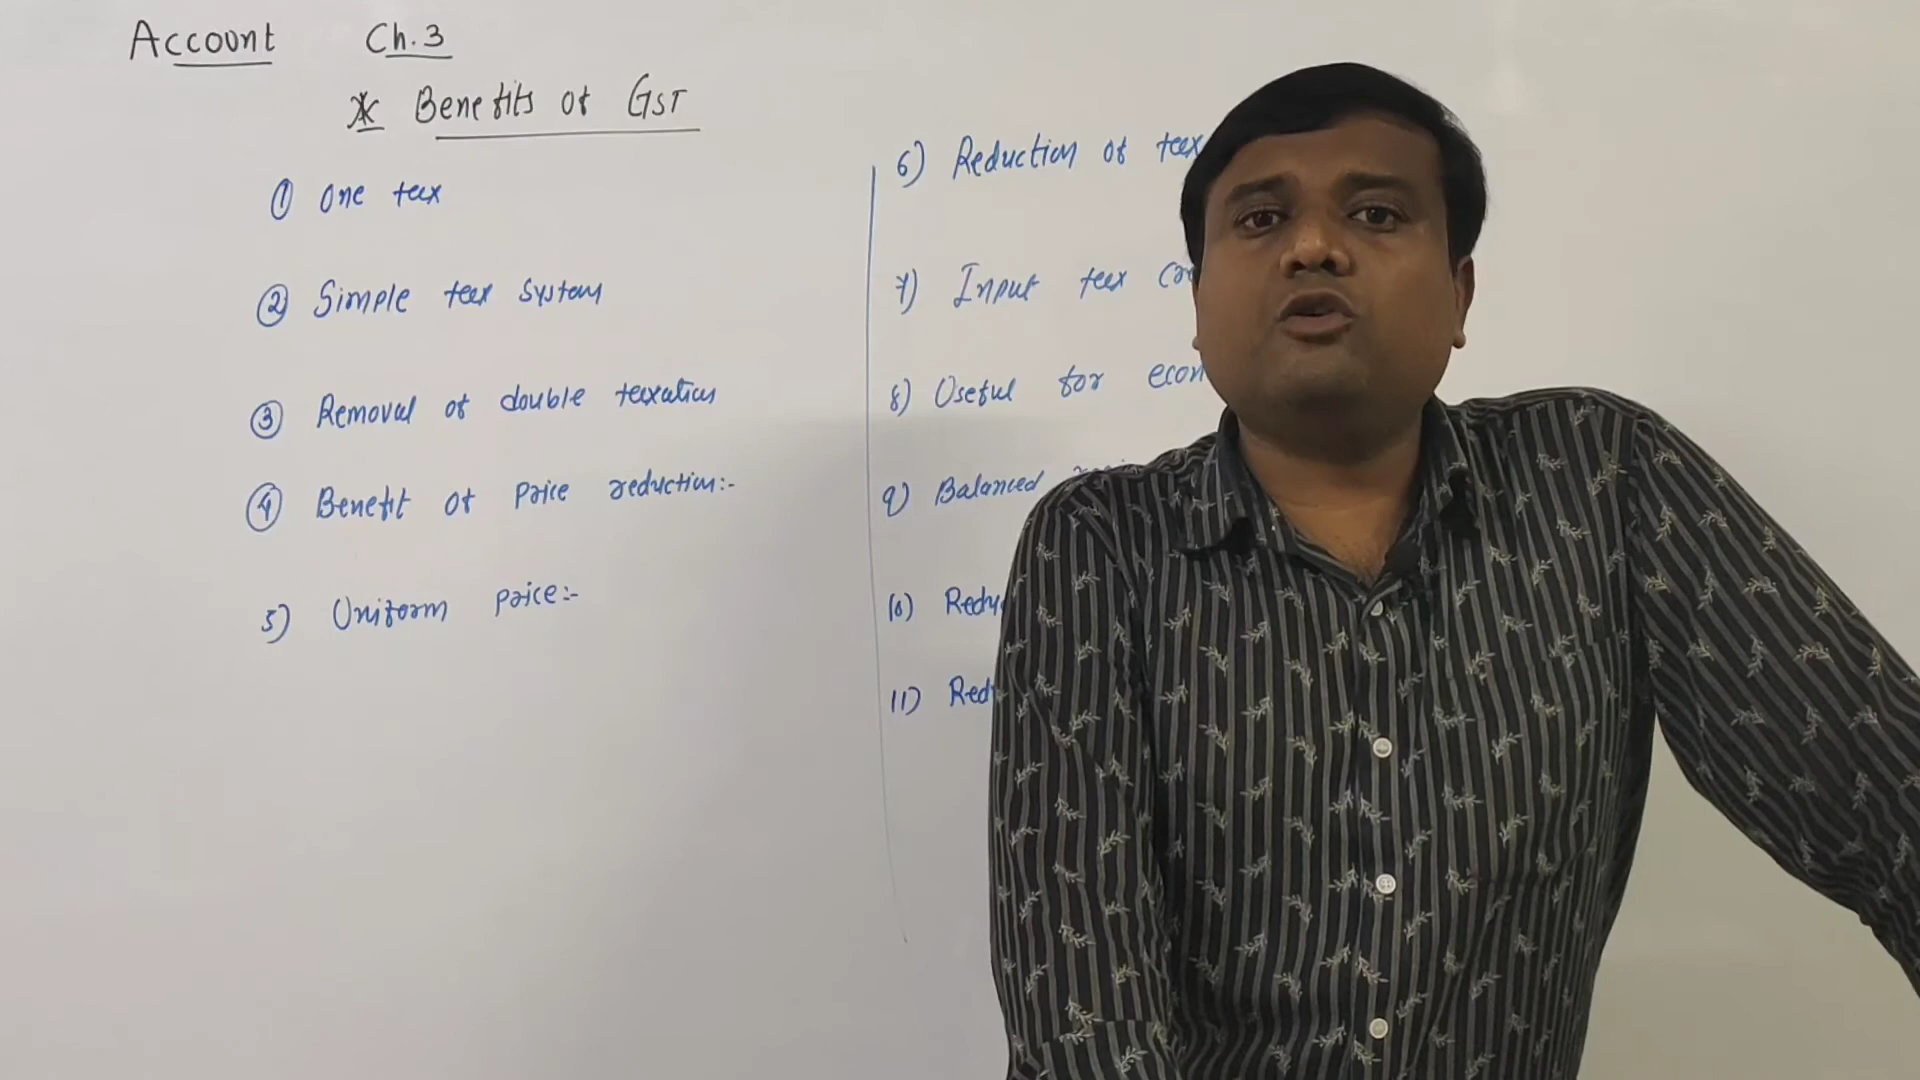 Account Ch.3
* Benefits of GST
① One tax
② Simple tax system
③ Removal of double taxation
④ Benefit of price reduction:-
5) Uniform price:-
6) Reduction of tax
7) Input tax
8) Useful for
9) Balanced
10)
11)